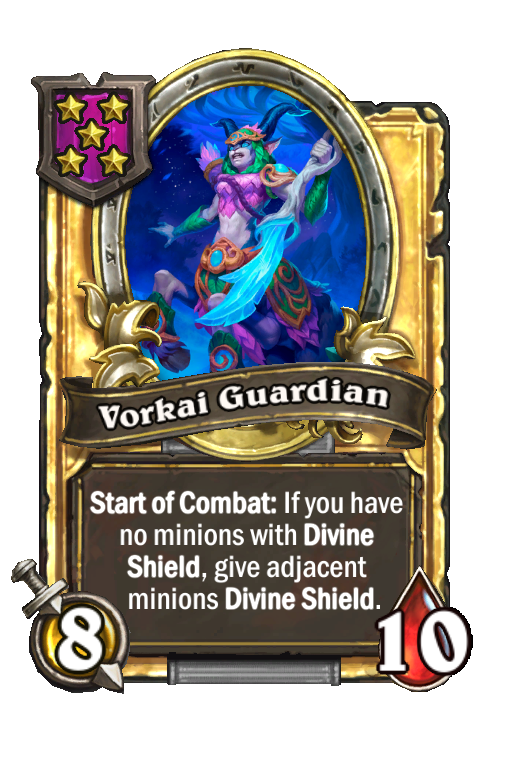 Vorkai Guardian
Start of Combat: If you have
no minions with Divine
Shield, give adjacent
minions Divine Shield.
8
10